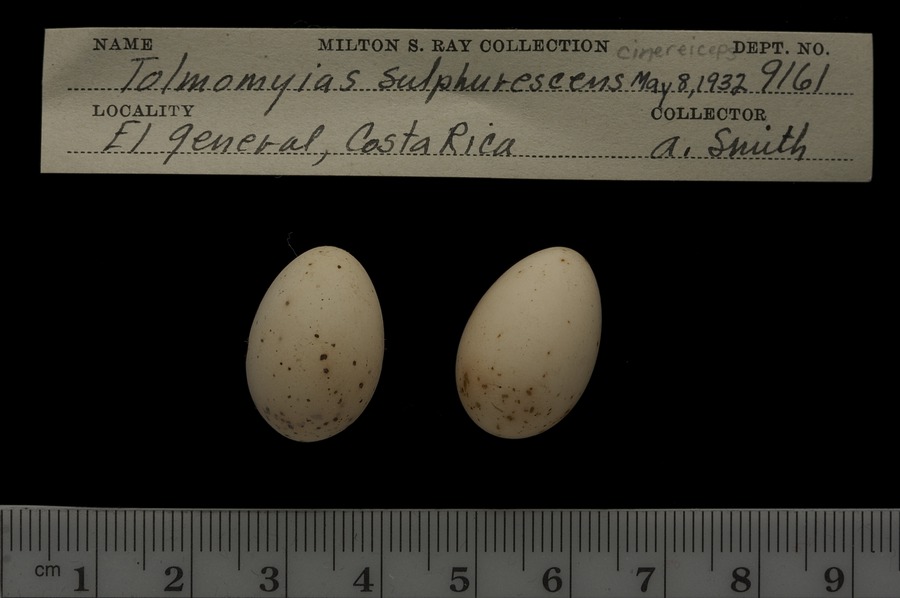 NAME MILTON S. RAY COLLECTION cinereiceps DEPT. NO.
Tolmomyias sulphurescens May 8, 1932 9161
LOCALITY COLLECTOR
El General, Costa Rica a. Smith
cm 1 2 3 4 5 6 7 8 9